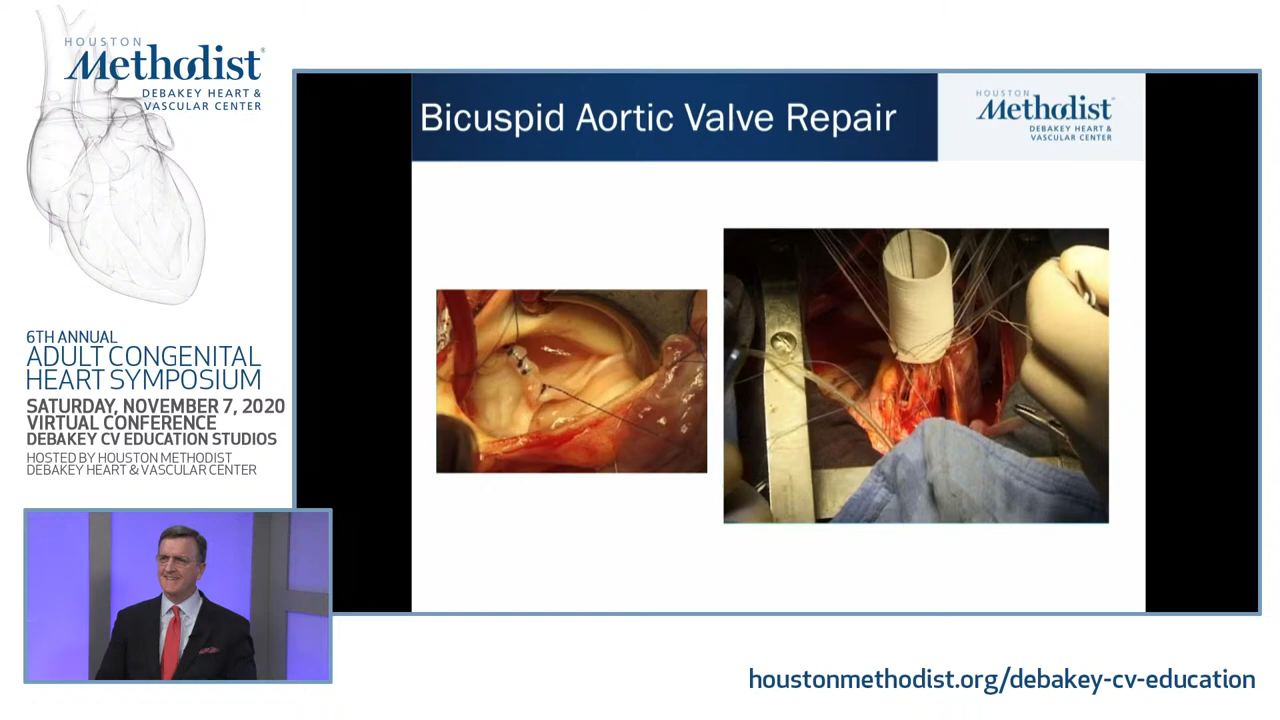 HOUSTON
Methodist®
DEBAKEY HEART &
VASCULAR CENTER
6TH ANNUAL
ADULT CONGENITAL
HEART SYMPOSIUM
SATURDAY, NOVEMBER 7, 2020
VIRTUAL CONFERENCE
DEBAKEY CV EDUCATION STUDIOS
HOSTED BY HOUSTON METHODIST
DEBAKEY HEART & VASCULAR CENTER
Bicuspid Aortic Valve Repair
HOUSTON
Methodist
DEBAKEY HEART &
VASCULAR CENTER
houstonmethodist.org/debakey-cv-education